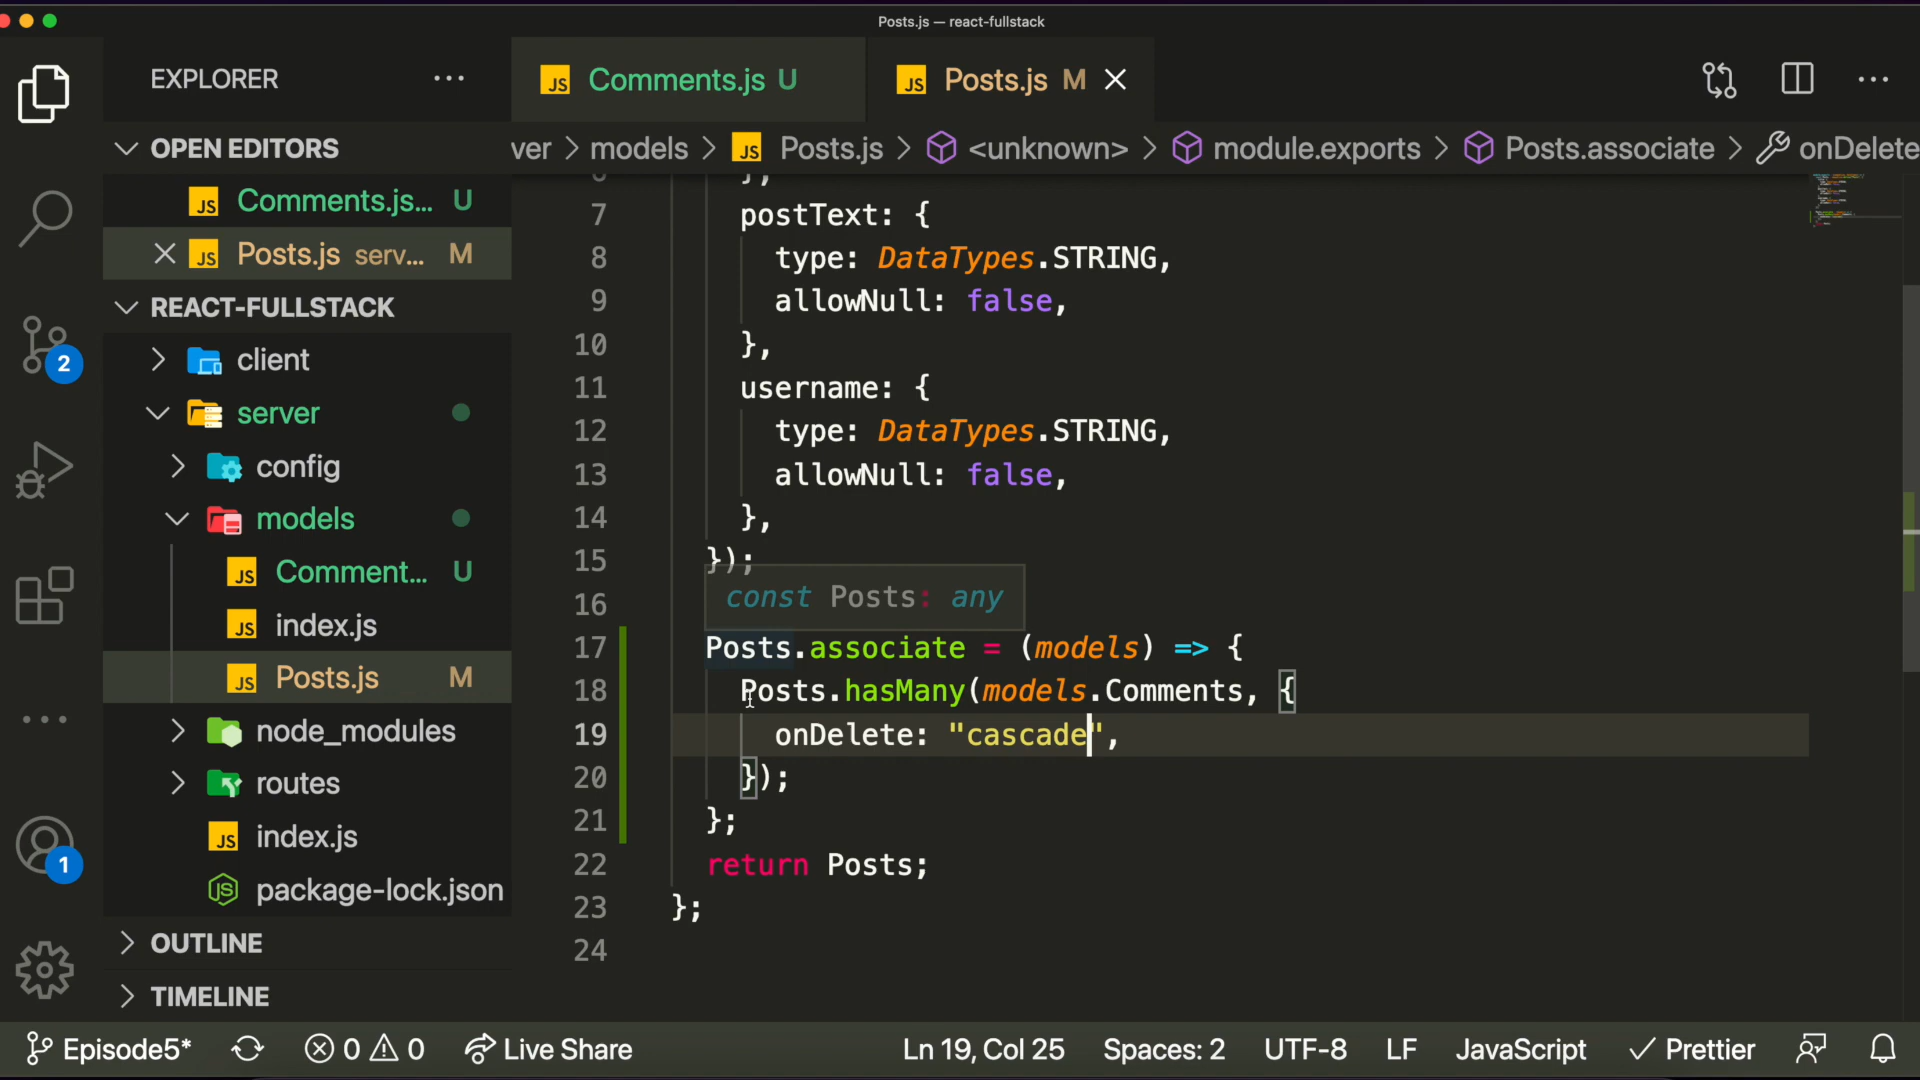 Posts.js — react-fullstack
EXPLORER
Comments.js U
Posts.js M
OPEN EDITORS
ver > models > Posts.js > <unknown> > module.exports > Posts.associate > onDelete
Comments.js... U
Posts.js serv... M
REACT-FULLSTACK
client
server
config
models
Comment... U
index.js
Posts.js M
node_modules
routes
index.js
package-lock.json
OUTLINE
TIMELINE
2
1
},
7 postText: {
8 type: DataTypes.STRING,
9 allowNull: false,
10 },
11 username: {
12 type: DataTypes.STRING,
13 allowNull: false,
14 },
15 });
16 const Posts: any
17 Posts.associate = (models) => {
18 Posts.hasMany(models.Comments, {
19 onDelete: "cascade",
20 });
21 };
22 return Posts;
23 };
24
Episode5* 0 0 Live Share Ln 19, Col 25 Spaces: 2 UTF-8 LF JavaScript Prettier